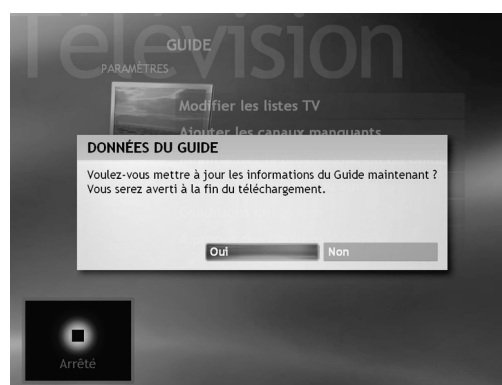 Télévision
GUIDE
PARAMÈTRES
Modifier les listes TV
Ajouter les canaux manquants
DONNÉES DU GUIDE
Voulez-vous mettre à jour les informations du Guide maintenant ?
Vous serez averti à la fin du téléchargement.
Oui
Non
Arrêté